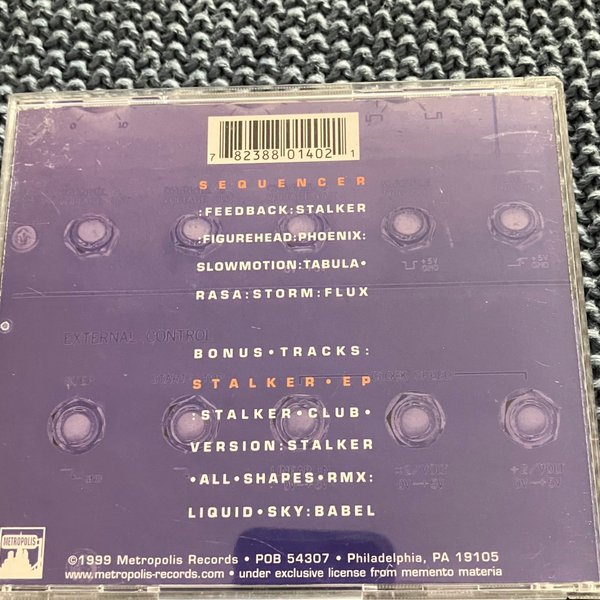 7 82388 01402 1
SEQUENCER
:FEEDBACK:STALKER
:FIGUREHEAD:PHOENIX:
SLOWMOTION:TABULA•
RASA:STORM:FLUX
EXTERNAL CONTROL
BONUS•TRACKS:
STALKER•EP
:STALKER•CLUB•
VERSION:STALKER
•ALL•SHAPES•RMX:
LIQUID•SKY:BABEL
METROPOLIS
©1999 Metropolis Records • POB 54307 • Philadelphia, PA 19105
www.metropolis-records.com • under exclusive license from memento materia